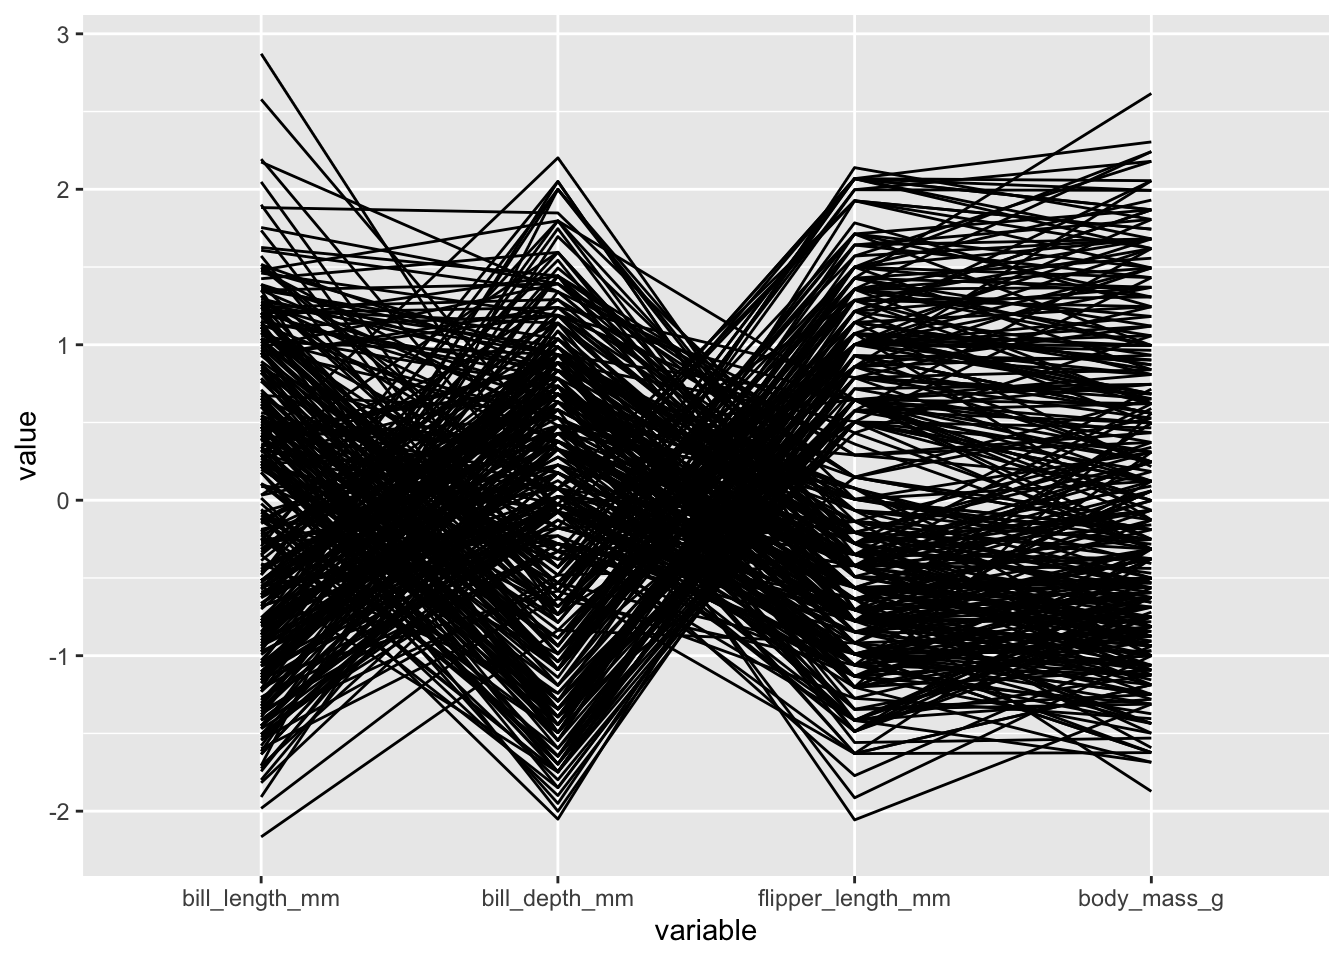 3
2
1
0
-1
-2
value
bill_length_mm bill_depth_mm flipper_length_mm body_mass_g
variable